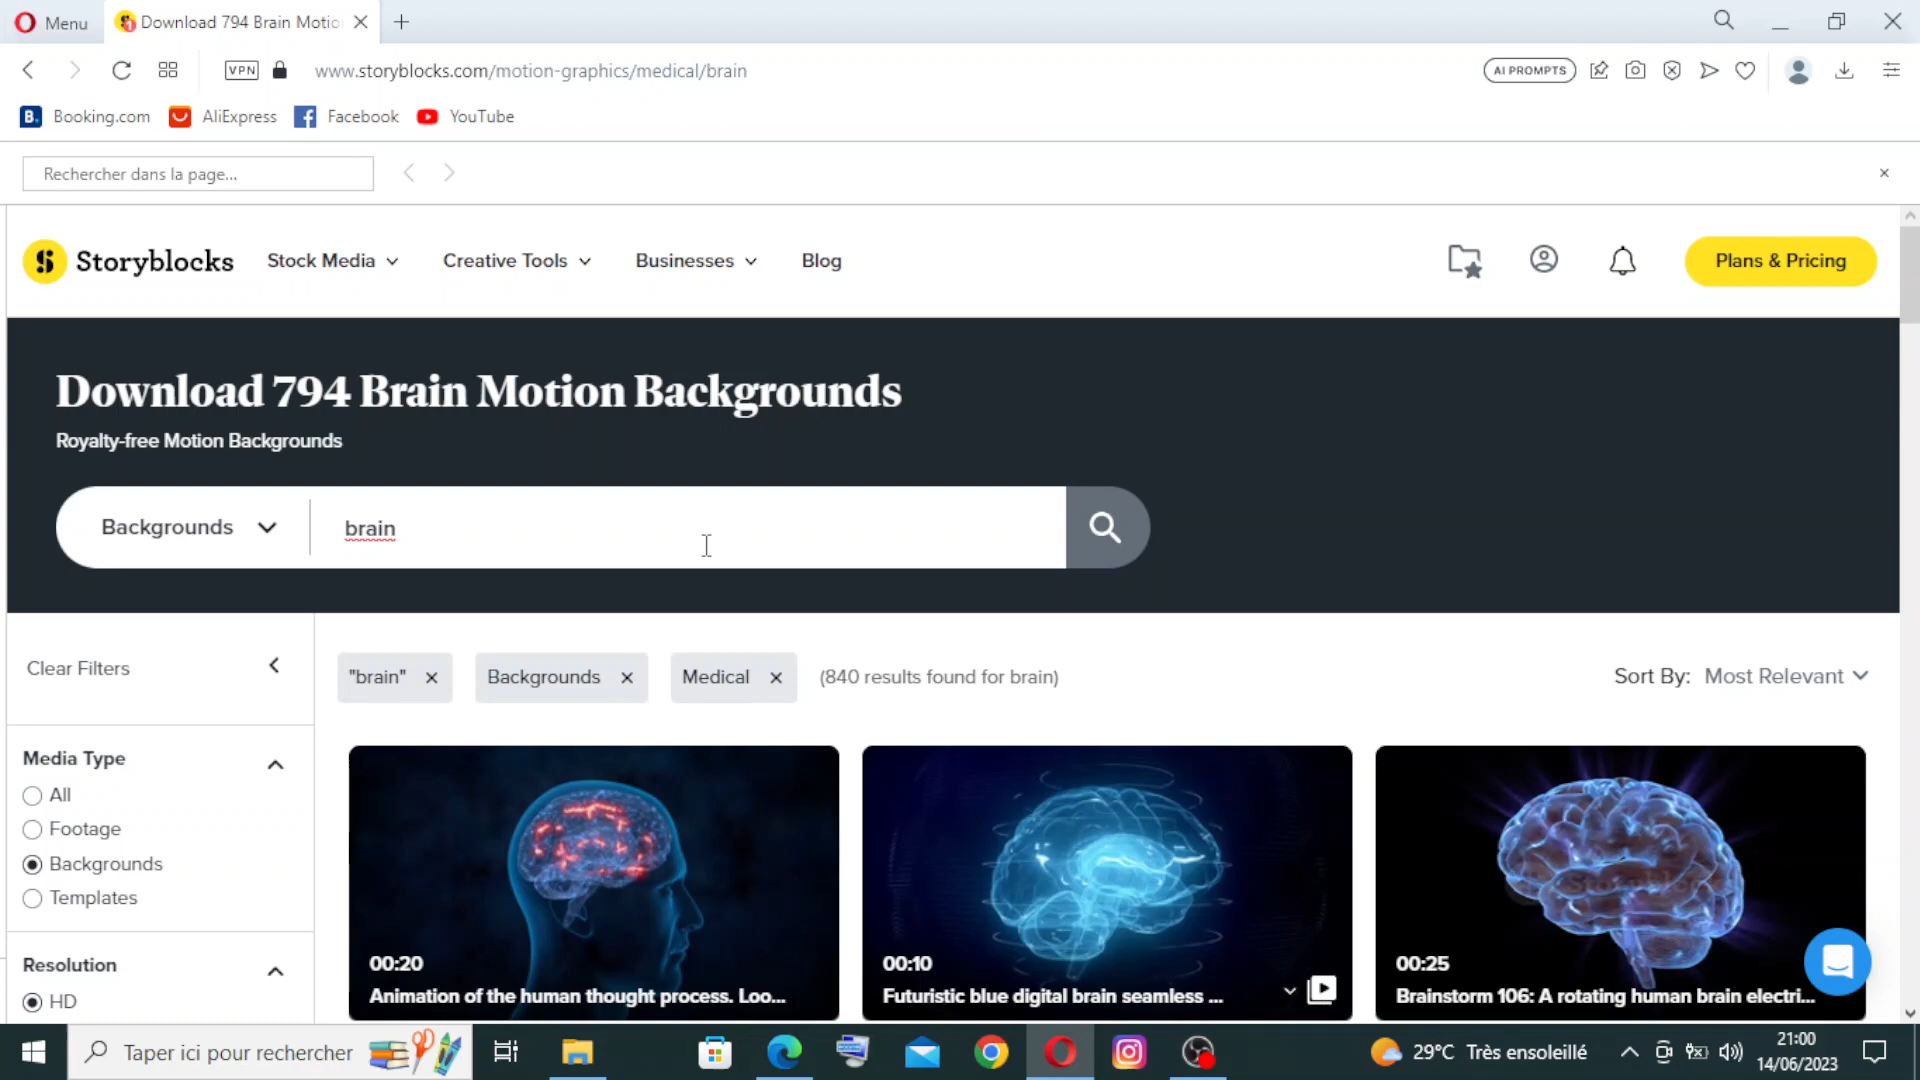 Menu
Download 794 Brain Motio
VPN
www.storyblocks.com/motion-graphics/medical/brain
AI PROMPTS
B. Booking.com
AliExpress
Facebook
YouTube
Rechercher dans la page...
Storyblocks
Stock Media
Creative Tools
Businesses
Blog
Plans & Pricing
Download 794 Brain Motion Backgrounds
Royalty-free Motion Backgrounds
Backgrounds
brain
Clear Filters
"brain"
Backgrounds
Medical
(840 results found for brain)
Sort By: Most Relevant
Media Type
All
Footage
Backgrounds
Templates
Resolution
HD
00:20
Animation of the human thought process. Loo...
00:10
Futuristic blue digital brain seamless ...
00:25
Brainstorm 106: A rotating human brain electri...
Taper ici pour rechercher
29°C Très ensoleillé
21:00
14/06/2023